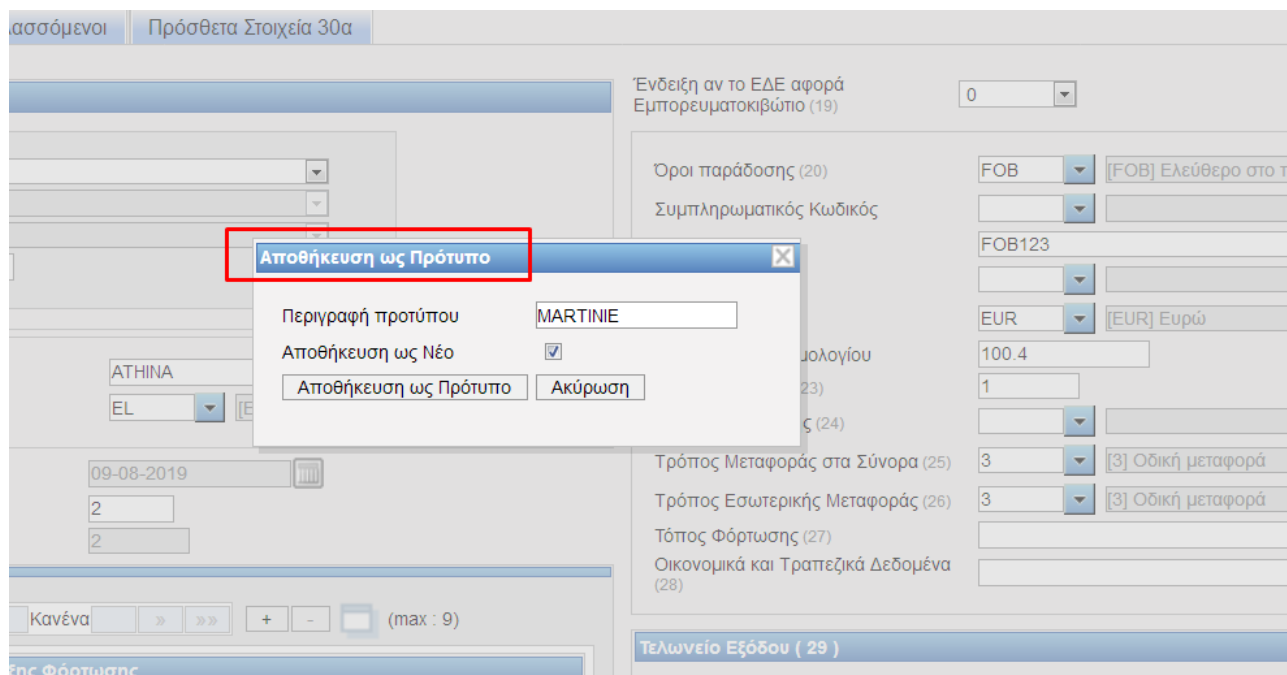 Πρόσθετα Στοιχεία 30α
Ένδειξη αν το ΕΔΕ αφορά
Εμπορευματοκιβώτιο (19)
0
Όροι παράδοσης (20)
FOB
[FOB] Ελεύθερο στο
Συμπληρωματικός Κωδικός
FOB123
EUR
[EUR] Ευρώ
100.4
(23)
1
(24)
Τρόπος Μεταφοράς στα Σύνορα (25)
3
[3] Οδική μεταφορά
Τρόπος Εσωτερικής Μεταφοράς (26)
3
[3] Οδική μεταφορά
Τόπος Φόρτωσης (27)
Οικονομικά και Τραπεζικά Δεδομένα
(28)
Τελωνείο Εξόδου ( 29 )
Αποθήκευση ως Πρότυπο
Περιγραφή προτύπου
MARTINIE
Αποθήκευση ως Νέο
Αποθήκευση ως Πρότυπο
Ακύρωση
ATHINA
EL
09-08-2019
2
2
Κανένα » »» + - (max : 9)
Φόρτωσης